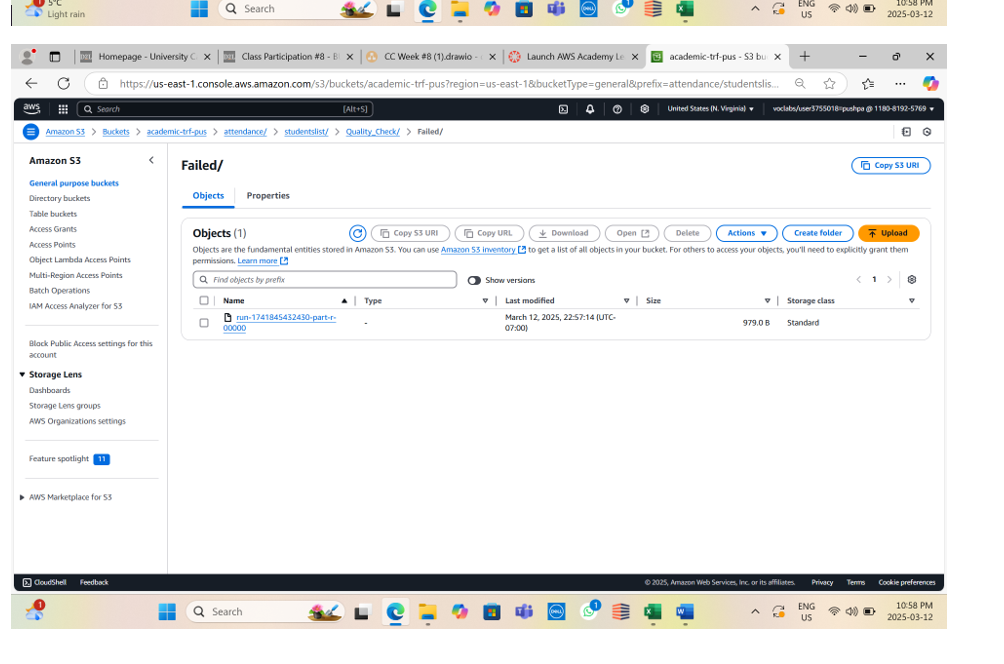 5°C
Light rain
Search
ENG
US
10:58 PM
2025-03-12
Homepage - University C
Class Participation #8 - B
CC Week #8 (1).drawio -
Launch AWS Academy Le
academic-trf-pus - S3 bu
https://us-east-1.console.aws.amazon.com/s3/buckets/academic-trf-pus?region=us-east-1&bucketType=general&prefix=attendance/studentslis...
aws
Search
[Alt+S]
United States (N. Virginia)
voclabs/user3755018=pushpa @ 1180-8192-5769
Amazon S3 > Buckets > academic-trf-pus > attendance/ > studentslist/ > Quality_Check/ > Failed/
Amazon S3
General purpose buckets
Directory buckets
Table buckets
Access Grants
Access Points
Object Lambda Access Points
Multi-Region Access Points
Batch Operations
IAM Access Analyzer for S3
Block Public Access settings for this
account
Storage Lens
Dashboards
Storage Lens groups
AWS Organizations settings
Feature spotlight 11
AWS Marketplace for S3
Failed/
Copy S3 URI
Objects
Properties
Objects (1)
Copy S3 URI
Copy URL
Download
Open
Delete
Actions
Create folder
Upload
Objects are the fundamental entities stored in Amazon S3. You can use Amazon S3 inventory to get a list of all objects in your bucket. For others to access your objects, you'll need to explicitly grant them
permissions. Learn more
Find objects by prefix
Show versions
1
Name
Type
Last modified
Size
Storage class
run-1741845432430-part-r-
00000
-
March 12, 2025, 22:57:14 (UTC-
07:00)
979.0 B
Standard
CloudShell
Feedback
© 2025, Amazon Web Services, Inc. or its affiliates.
Privacy
Terms
Cookie preferences
1
Search
DELL
1
ENG
US
10:58 PM
2025-03-12